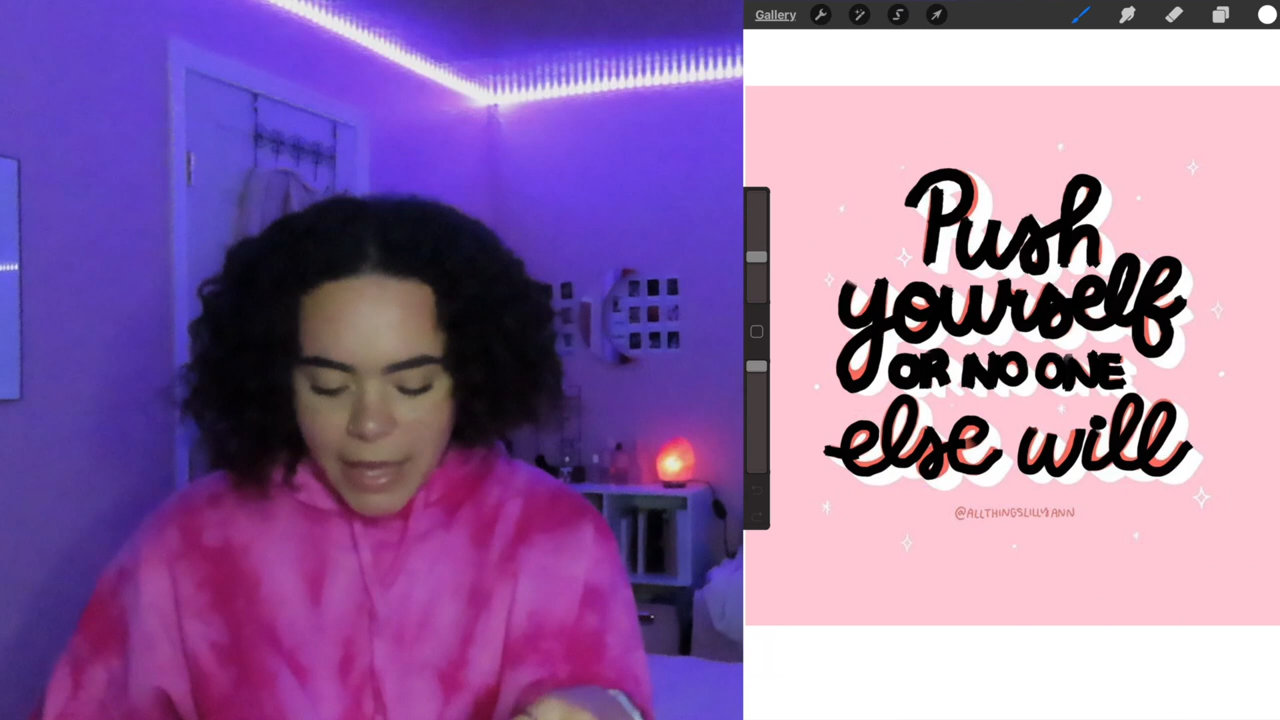 Gallery
Push
yourself
OR NO ONE
else will
@ALLTHINGSLILLYANN